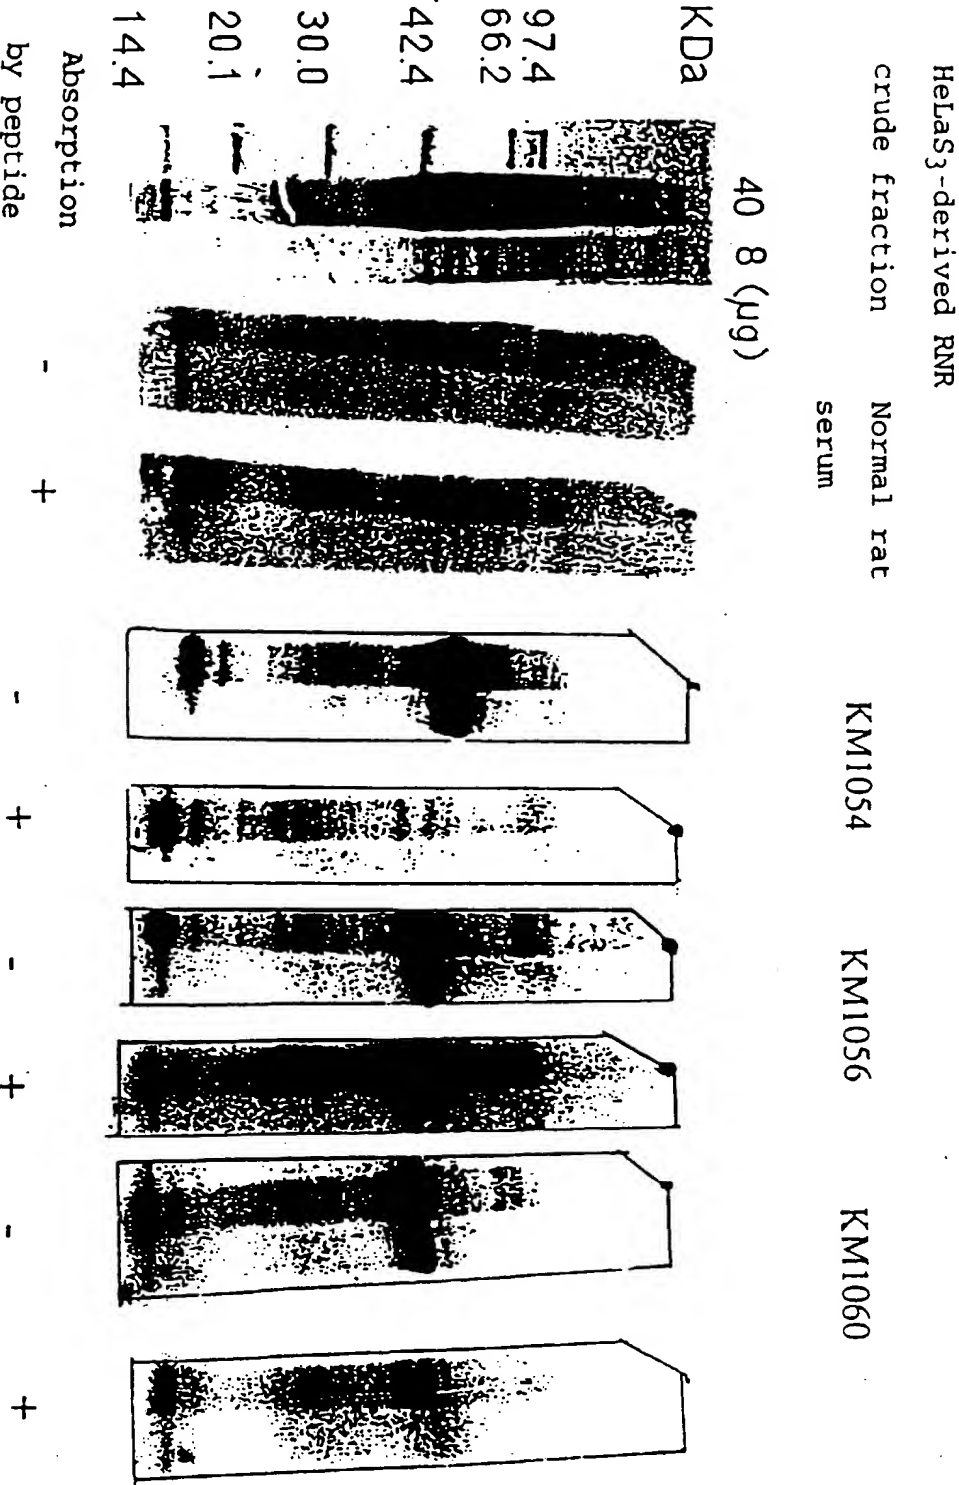 HeLaS3-derived RNR
crude fraction
Normal rat
serum
KM1054
KM1056
KM1060
40 8 (µg)
KDa
97.4
66.2
42.4
30.0
20.1
14.4
Absorption
by peptide
- + - + - + - +